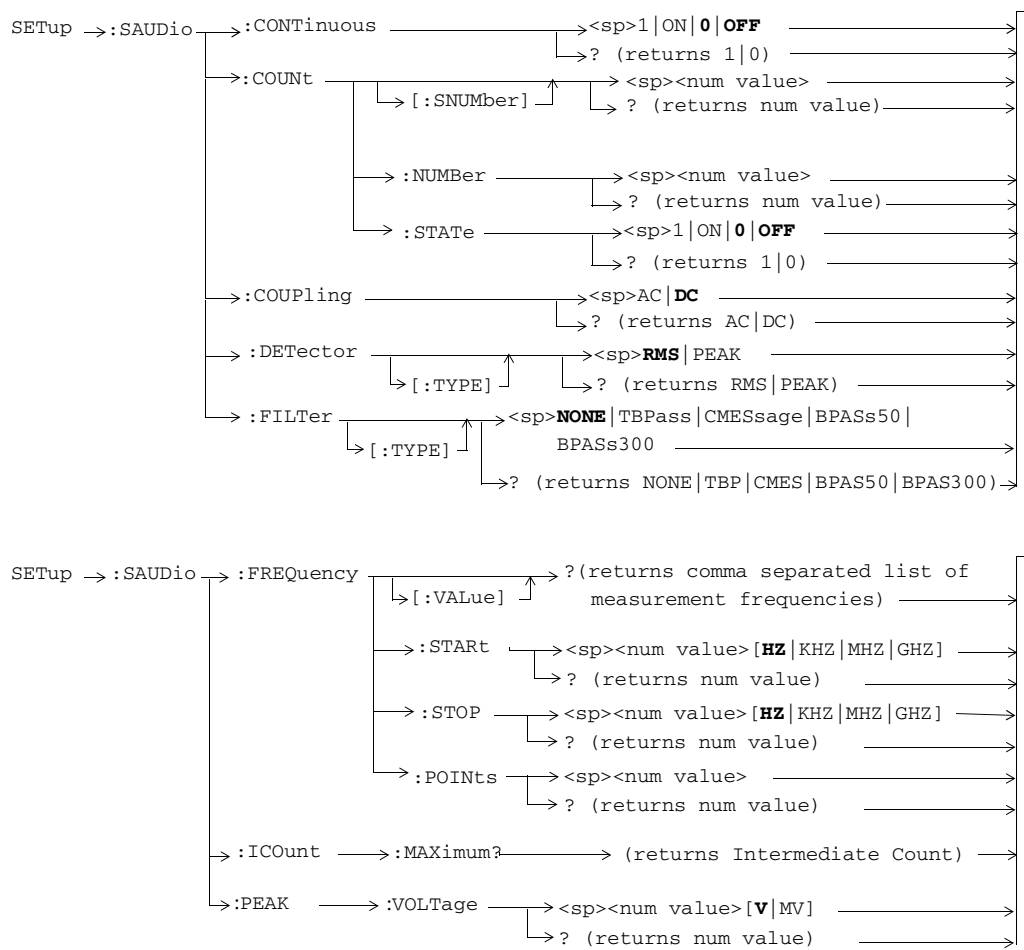 SETup :SAUDio :CONTinuous <sp>1|ON|0|OFF
? (returns 1|0)
:COUNt <sp><num value>
[:SNUMber] ? (returns num value)
:NUMBer <sp><num value>
? (returns num value)
:STATe <sp>1|ON|0|OFF
? (returns 1|0)
:COUPling <sp>AC|DC
? (returns AC|DC)
:DETector <sp>RMS|PEAK
[:TYPE] ? (returns RMS|PEAK)
:FILTer <sp>NONE|TBPass|CMESsage|BPASs50|
BPASs300
[:TYPE]
? (returns NONE|TBP|CMES|BPAS50|BPAS300)
SETup :SAUDio :FREQuency ?(returns comma separated list of
[:VALue] measurement frequencies)
:STARt <sp><num value>[HZ|KHZ|MHZ|GHZ]
? (returns num value)
:STOP <sp><num value>[HZ|KHZ|MHZ|GHZ]
? (returns num value)
:POINts <sp><num value>
? (returns num value)
:ICOunt :MAXimum? (returns Intermediate Count)
:PEAK :VOLTage <sp><num value>[V|MV]
? (returns num value)